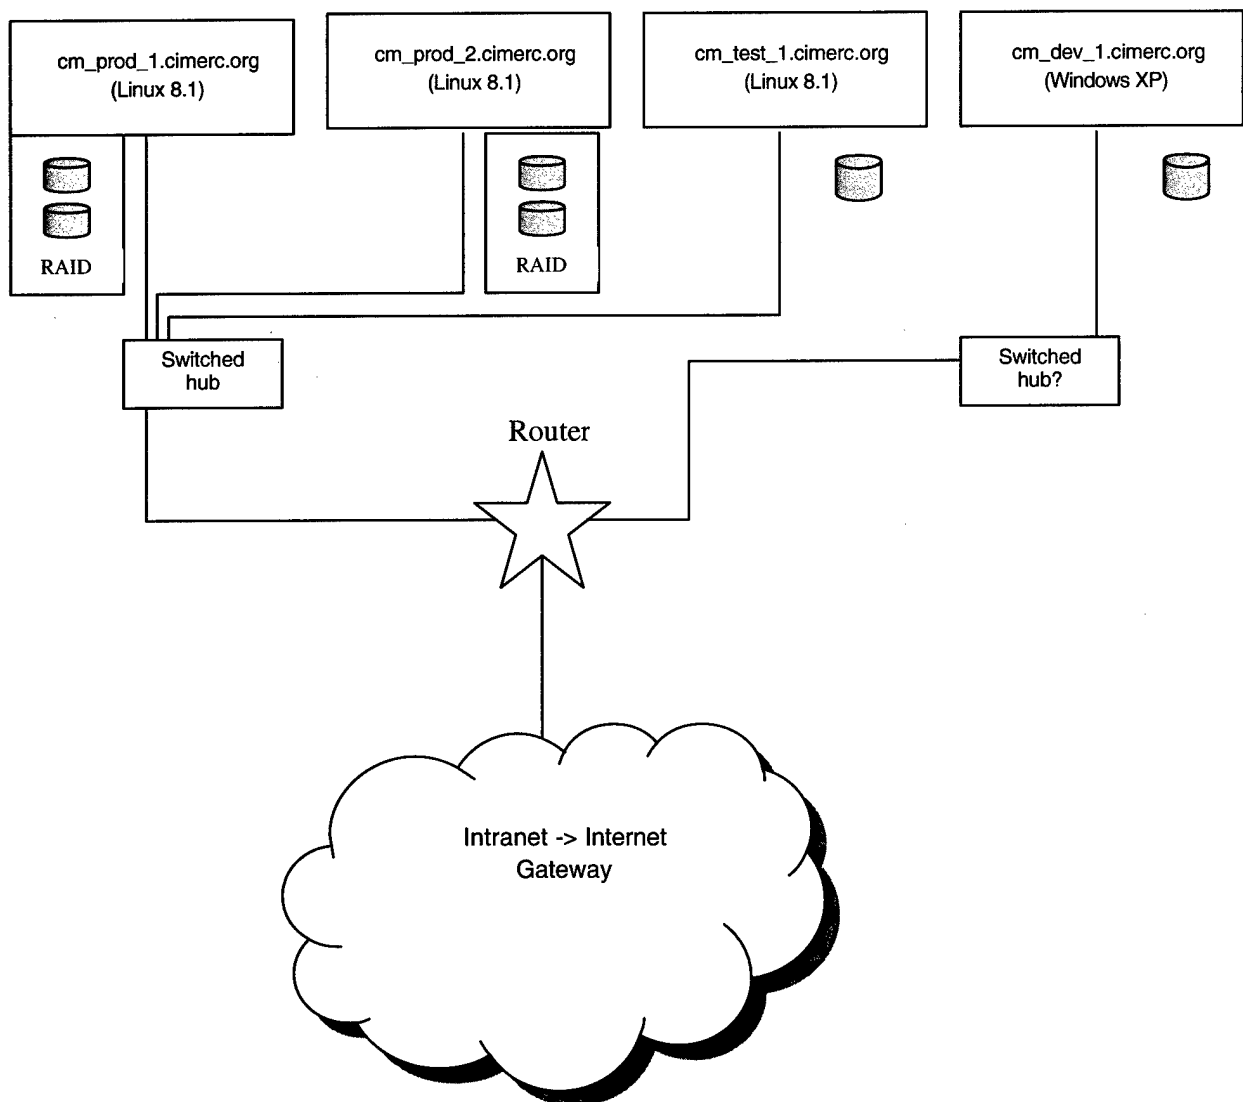 cm_prod_1.cimerc.org
(Linux 8.1)
cm_prod_2.cimerc.org
(Linux 8.1)
cm_test_1.cimerc.org
(Linux 8.1)
cm_dev_1.cimerc.org
(Windows XP)
RAID
RAID
Switched
hub
Switched
hub?
Router
Intranet -> Internet
Gateway